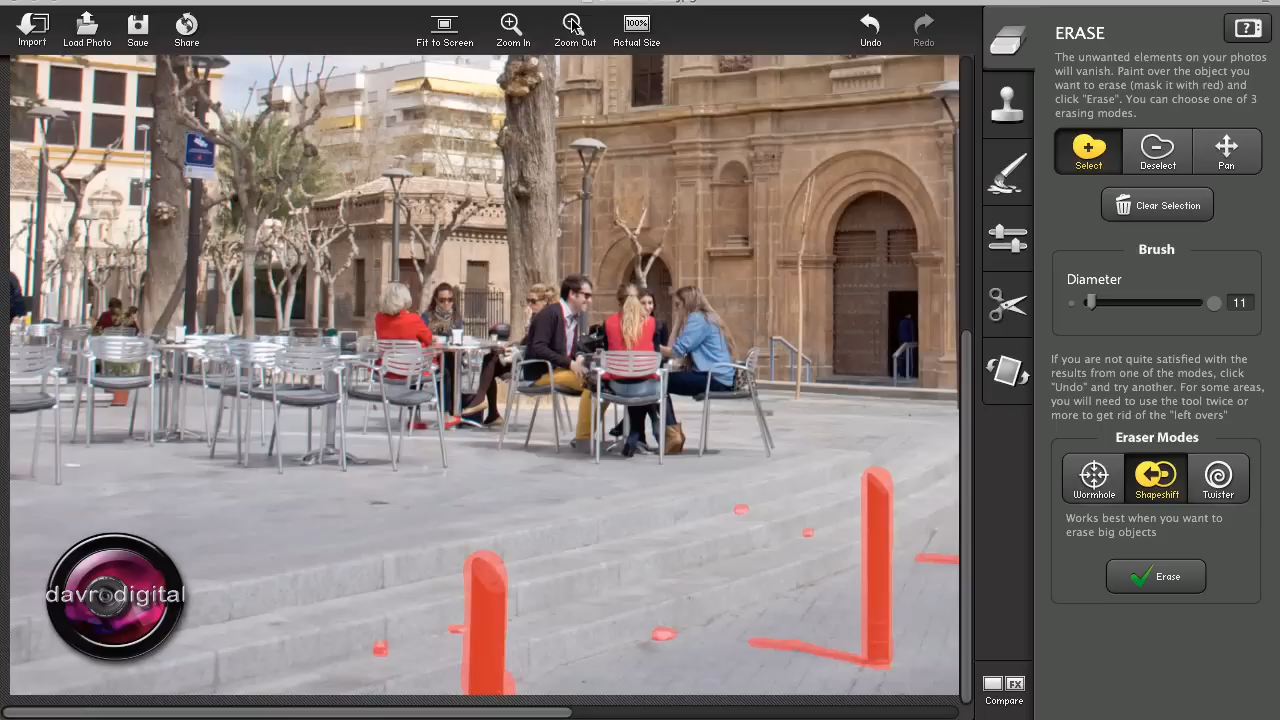 Import
Load Photo
Save
Share
Fit to Screen
Zoom In
Zoom Out
100%
Actual Size
Undo
Redo
ERASE
?
The unwanted elements on your photos
will vanish. Paint over the object you
want to erase (mask it with red) and
click "Erase". You can choose one of 3
erasing modes.
Select
Deselect
Pan
Clear Selection
Brush
Diameter
11
If you are not quite satisfied with the
results from one of the modes, click
"Undo" and try another. For some areas,
you will need to use the tool twice or
more to get rid of the "left overs"
Eraser Modes
Wormhole
Shapeshift
Twister
Works best when you want to
erase big objects
Erase
davrodigital
FX
Compare